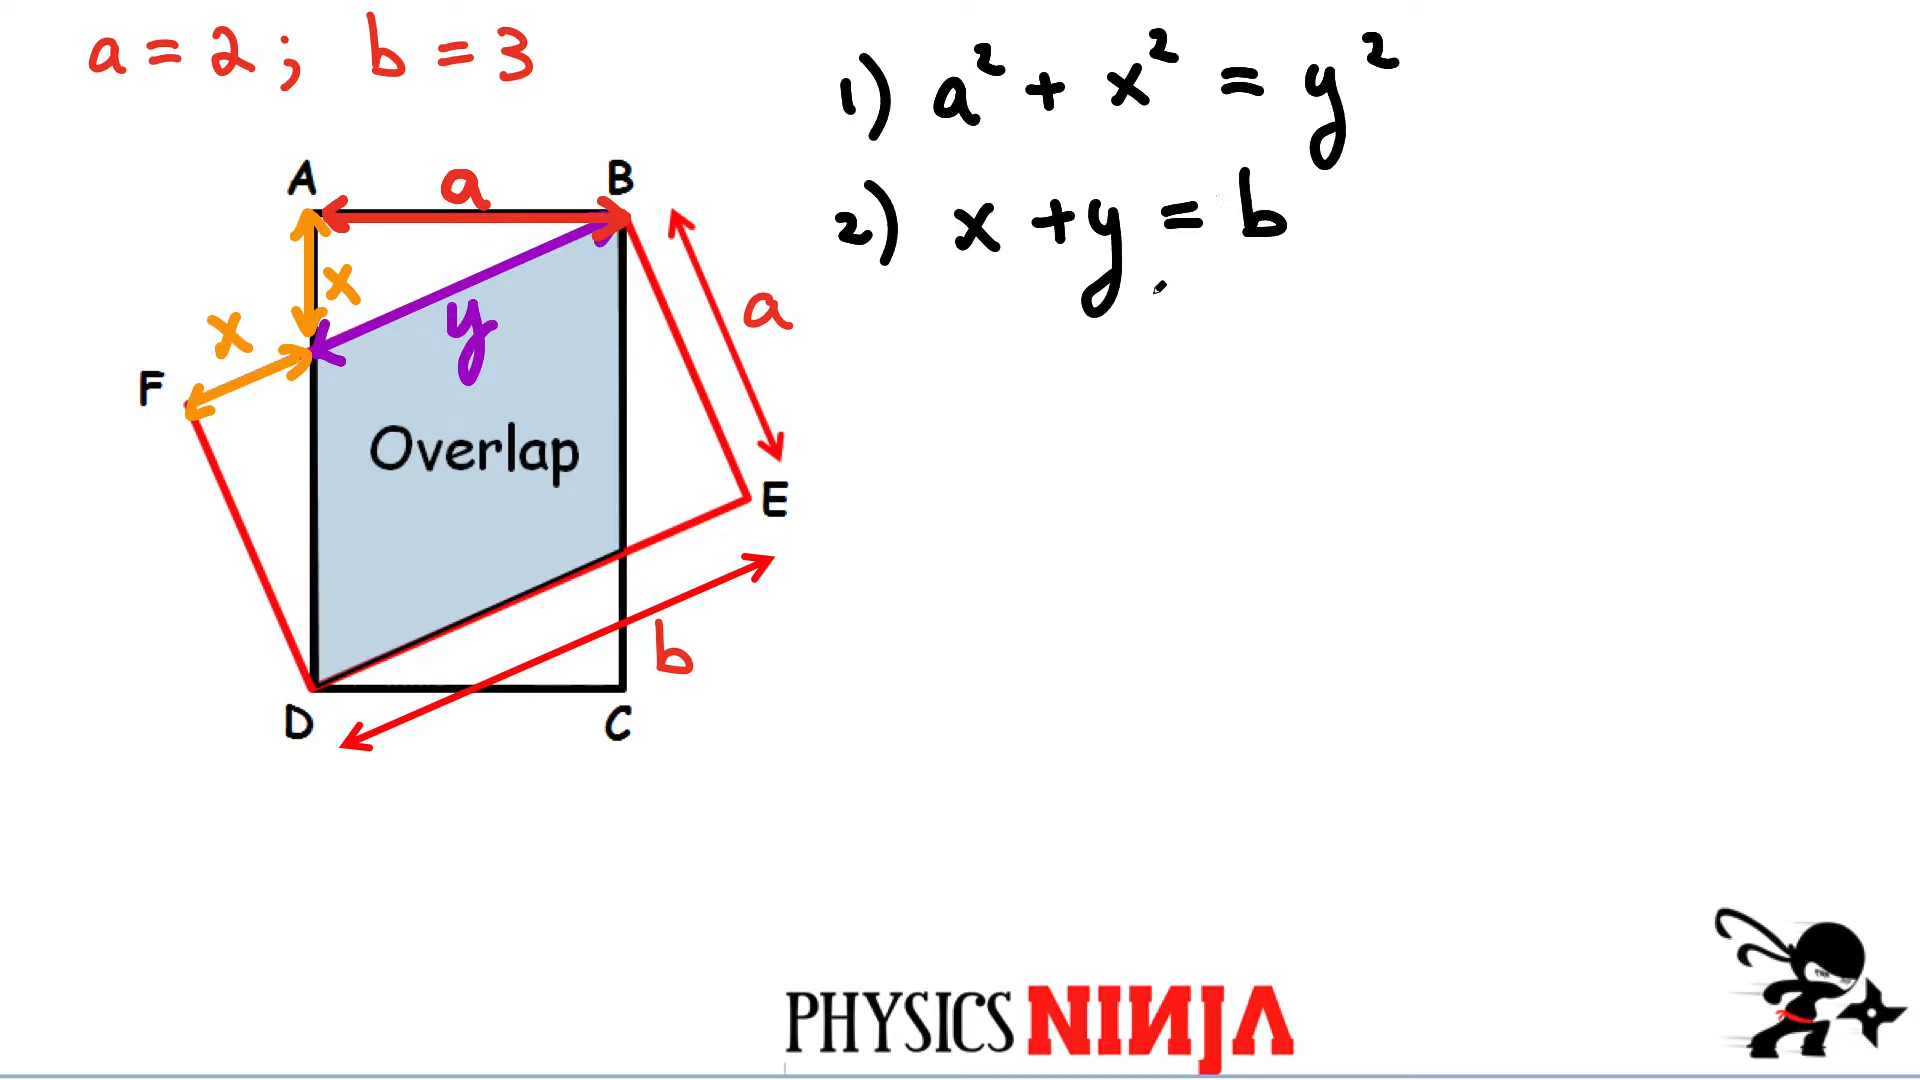 a = 2 ; b = 3
1) a² + x² = y²
2) x + y = b
A a B
x
x
y
a
F
Overlap
E
b
D C
PHYSICS NINJA